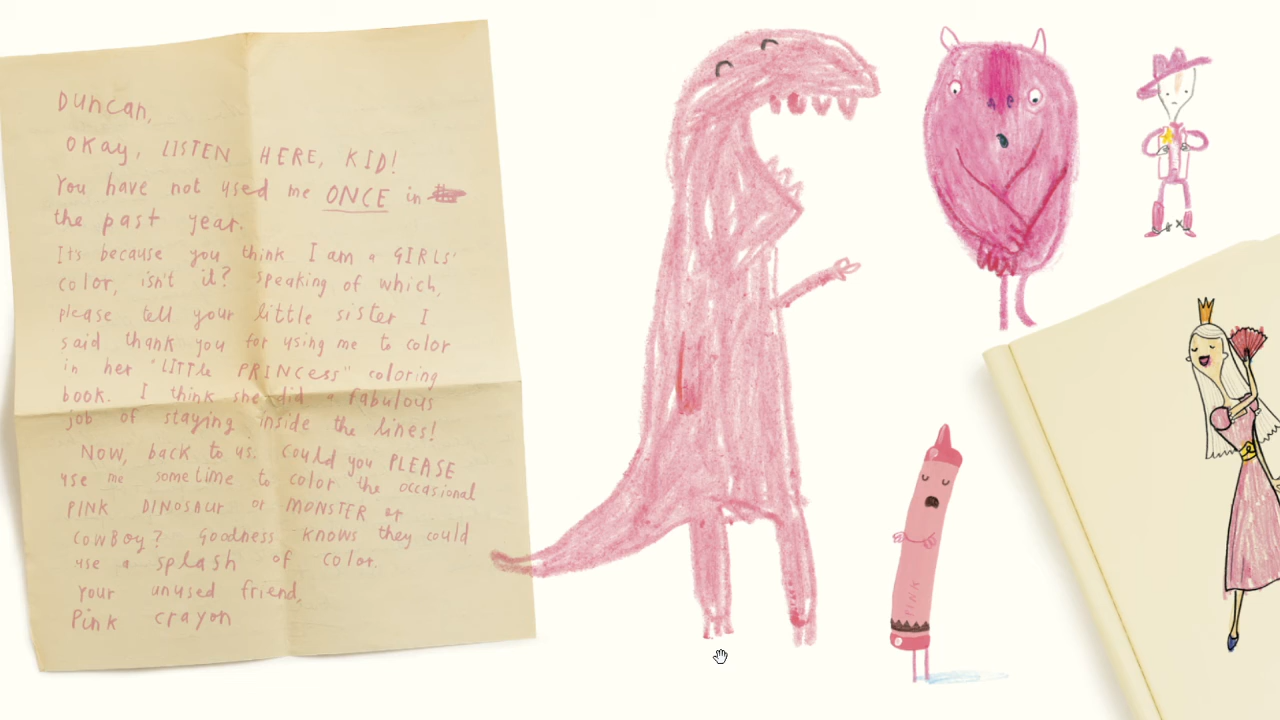 Duncan,
Okay, LISTEN HERE, KID!
You have not used me ONCE in
the past year.
It's because you think I am a GIRLS'
color, isn't it? Speaking of which,
please tell your little sister I
said thank you for using me to color
in her "LITTLE PRINCESS" coloring
book. I think she did a fabulous
job of staying inside the lines!
Now, back to us. Could you PLEASE
use me sometime to color the occasional
PINK DINOSAUR or MONSTER or
COWBOY? Goodness knows they could
use a splash of color.
Your unused friend,
Pink crayon
PINK